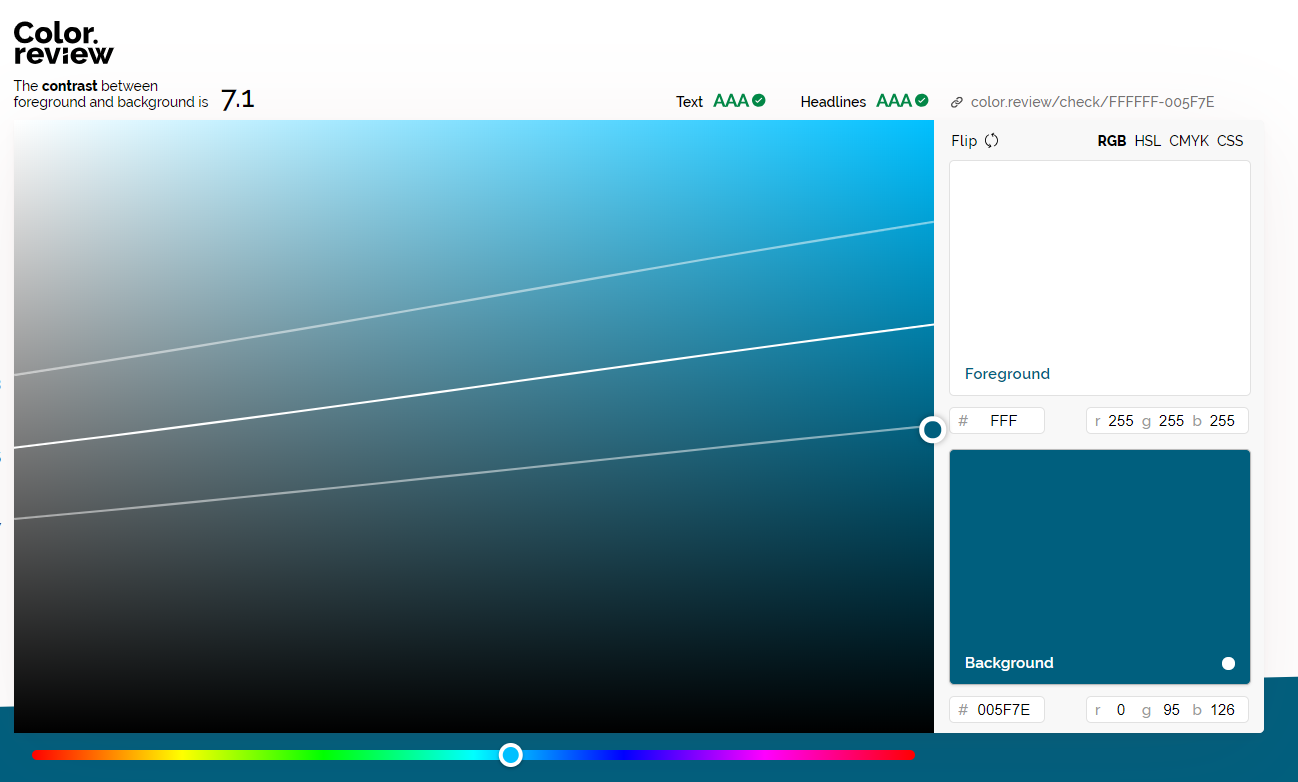 Color.
review
The contrast between
foreground and background is 7.1
Text AAA
Headlines AAA
color.review/check/FFFFFF-005F7E
Flip
RGB HSL CMYK CSS
Foreground
# FFF
r 255 g 255 b 255
Background
# 005F7E
r 0 g 95 b 126